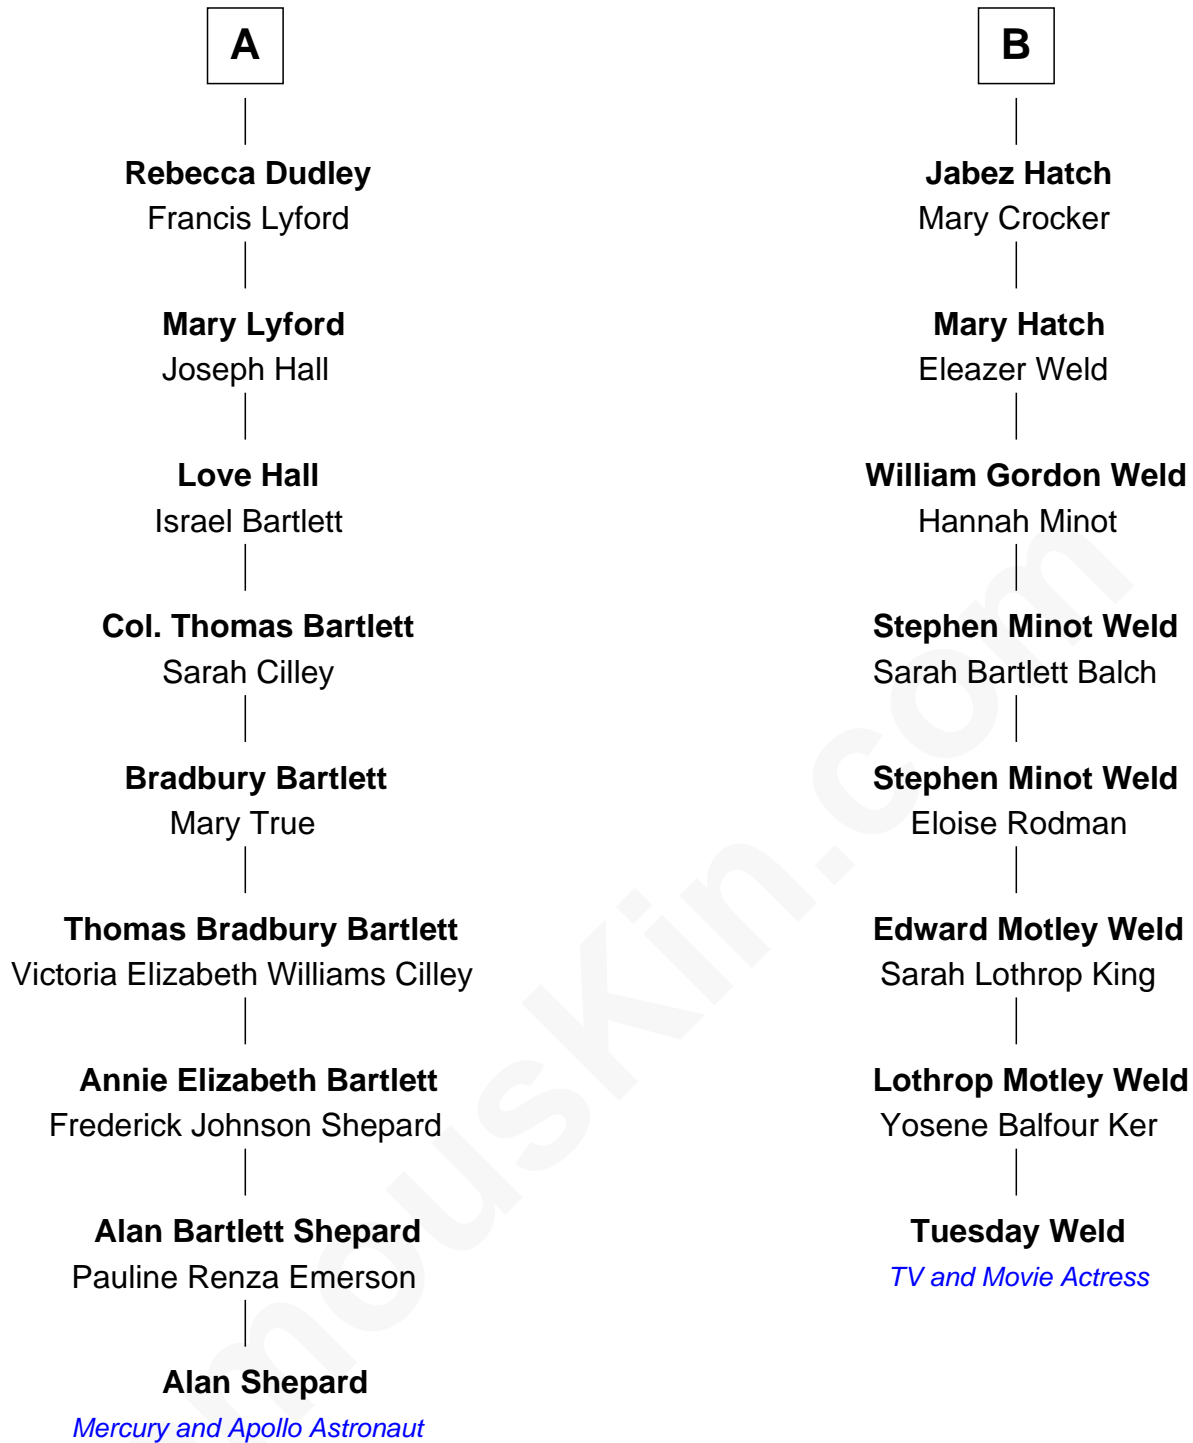 A
Rebecca Dudley
Francis Lyford
Mary Lyford
Joseph Hall
Love Hall
Israel Bartlett
Col. Thomas Bartlett
Sarah Cilley
Bradbury Bartlett
Mary True
Thomas Bradbury Bartlett
Victoria Elizabeth Williams Cilley
Annie Elizabeth Bartlett
Frederick Johnson Shepard
Alan Bartlett Shepard
Pauline Renza Emerson
Alan Shepard
Mercury and Apollo Astronaut
B
Jabez Hatch
Mary Crocker
Mary Hatch
Eleazer Weld
William Gordon Weld
Hannah Minot
Stephen Minot Weld
Sarah Bartlett Balch
Stephen Minot Weld
Eloise Rodman
Edward Motley Weld
Sarah Lothrop King
Lothrop Motley Weld
Yosene Balfour Ker
Tuesday Weld
TV and Movie Actress
mousKin.com